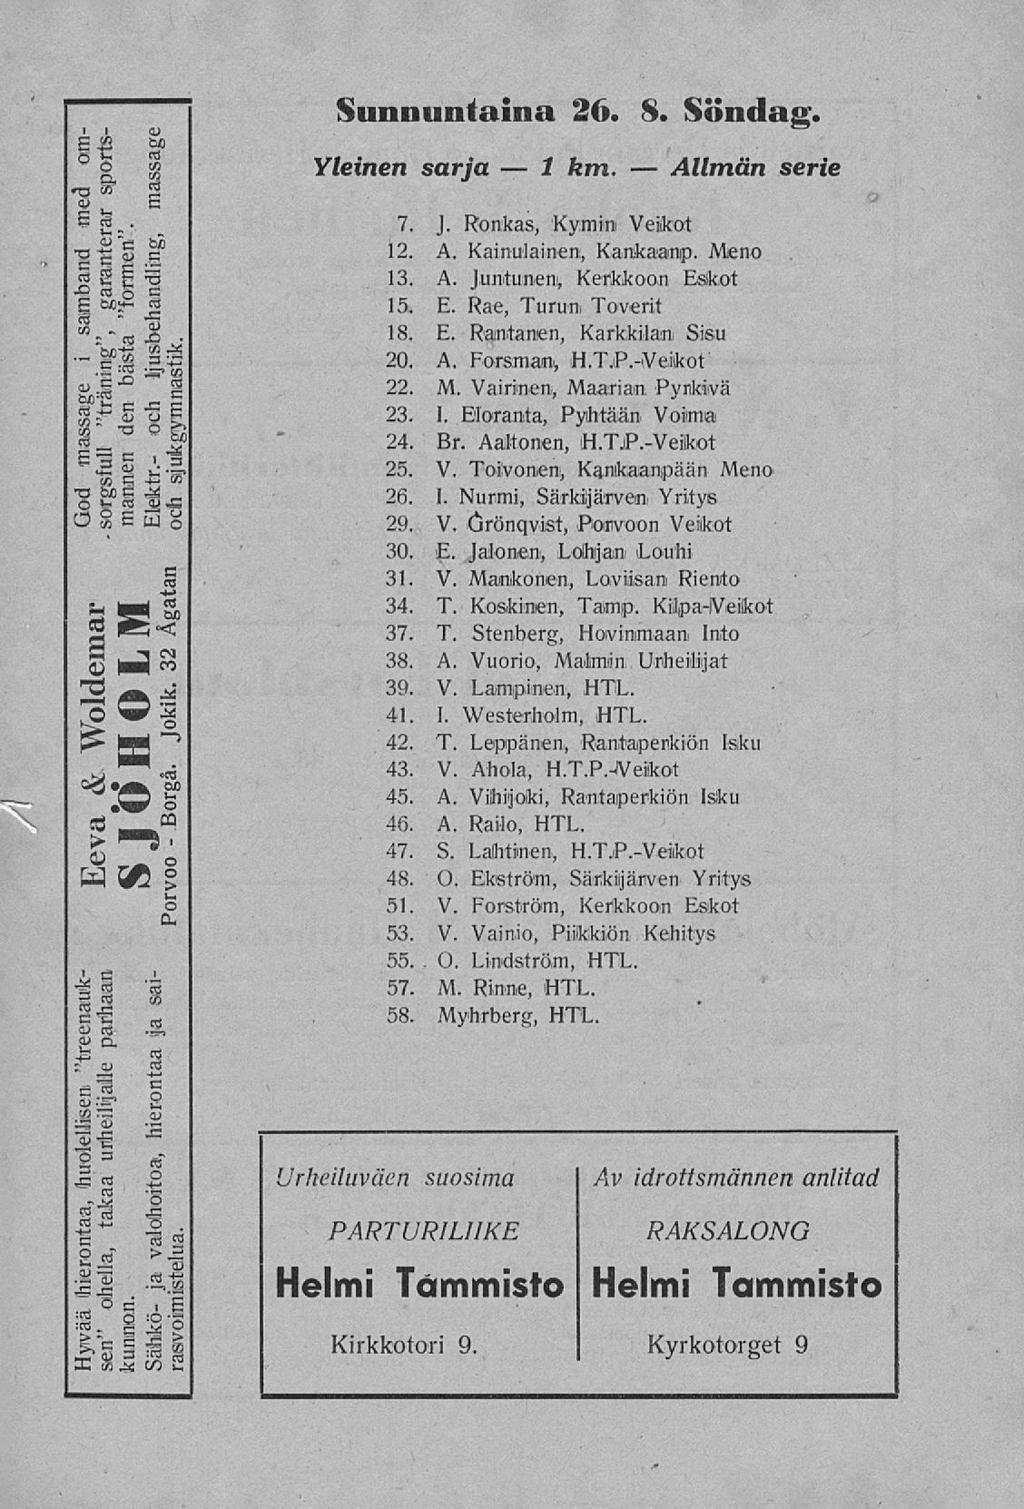 Sunnuntaina 26. 8. Söndag.
Yleinen sarja — 1 km. — Allmän serie
7. J. Ronkas, Kymin Veikot
12. A. Kainulainen, Kankaanp. Meno
13. A. Juntunen, Kerkkoon Eskot
15. E. Rae, Turun Toverit
18. E. Rantanen, Karkkilan Sisu
20. A. Forsman, H.T.P.-Veikot
22. M. Vairinen, Maarian Pyrkivä
23. I. Eloranta, Pyhtään Voima
24. Br. Aaltonen, H.T.P.-Veikot
25. V. Toivonen, Kankaanpään Meno
26. I. Nurmi, Särkijärven Yritys
29. V. Grönqvist, Porvoon Veikot
30. E. Jalonen, Lohjan Louhi
31. V. Mankonen, Loviisan Riento
34. T. Koskinen, Tamp. Kilpa-Veikot
37. T. Stenberg, Hovinmaan Into
38. A. Vuorio, Malmin Urheilijat
39. V. Lampinen, HTL.
41. I. Westerholm, HTL.
42. T. Leppänen, Rantaperkiön Isku
43. V. Ahola, H.T.P.-Veikot
45. A. Vihijoki, Rantaperkiön Isku
46. A. Railo, HTL.
47. S. Lahtinen, H.T.P.-Veikot
48. O. Ekström, Särkijärven Yritys
51. V. Forström, Kerkkoon Eskot
53. V. Vainio, Piikkiön Kehitys
55. O. Lindström, HTL.
57. M. Rinne, HTL.
58. Myhrberg, HTL.
Hyvää hierontaa, huolellisen "treenauk-
sen" ohella, takaa urheilijalle parhaan
kunnon.
Sähkö- ja valohoitoa, hierontaa ja sai-
rasvoimistelua.
Eeva & Woldemar
SJÖHOLM
Porvoo - Borgå. Jokik. 32 Ågatan
God massage i samband med om-
sorgsfull "träning", garanterar sports-
mannen den bästa "formen".
Elektr.- och ljusbehandling, massage
och sjukgymnastik.
Urheiluväen suosima
PARTURILIIKE
Helmi Tammisto
Kirkkotori 9.
Av idrottsmännen anlitad
RAKSALONG
Helmi Tammisto
Kyrkotorget 9